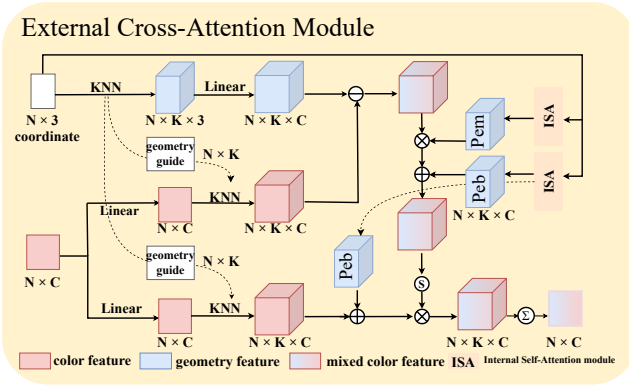 External Cross-Attention Module
KNN
Linear
N × 3
coordinate
N × K × 3
N × K × C
geometry
guide
N × K
Pem
ISA
Peb
ISA
N × K × C
Linear
KNN
N × C
N × K × C
N × C
geometry
guide
N × K
Peb
S
Linear
KNN
N × C
N × K × C
N × K × C
Σ
N × C
color feature
geometry feature
mixed color feature
ISA
Internal Self-Attention module